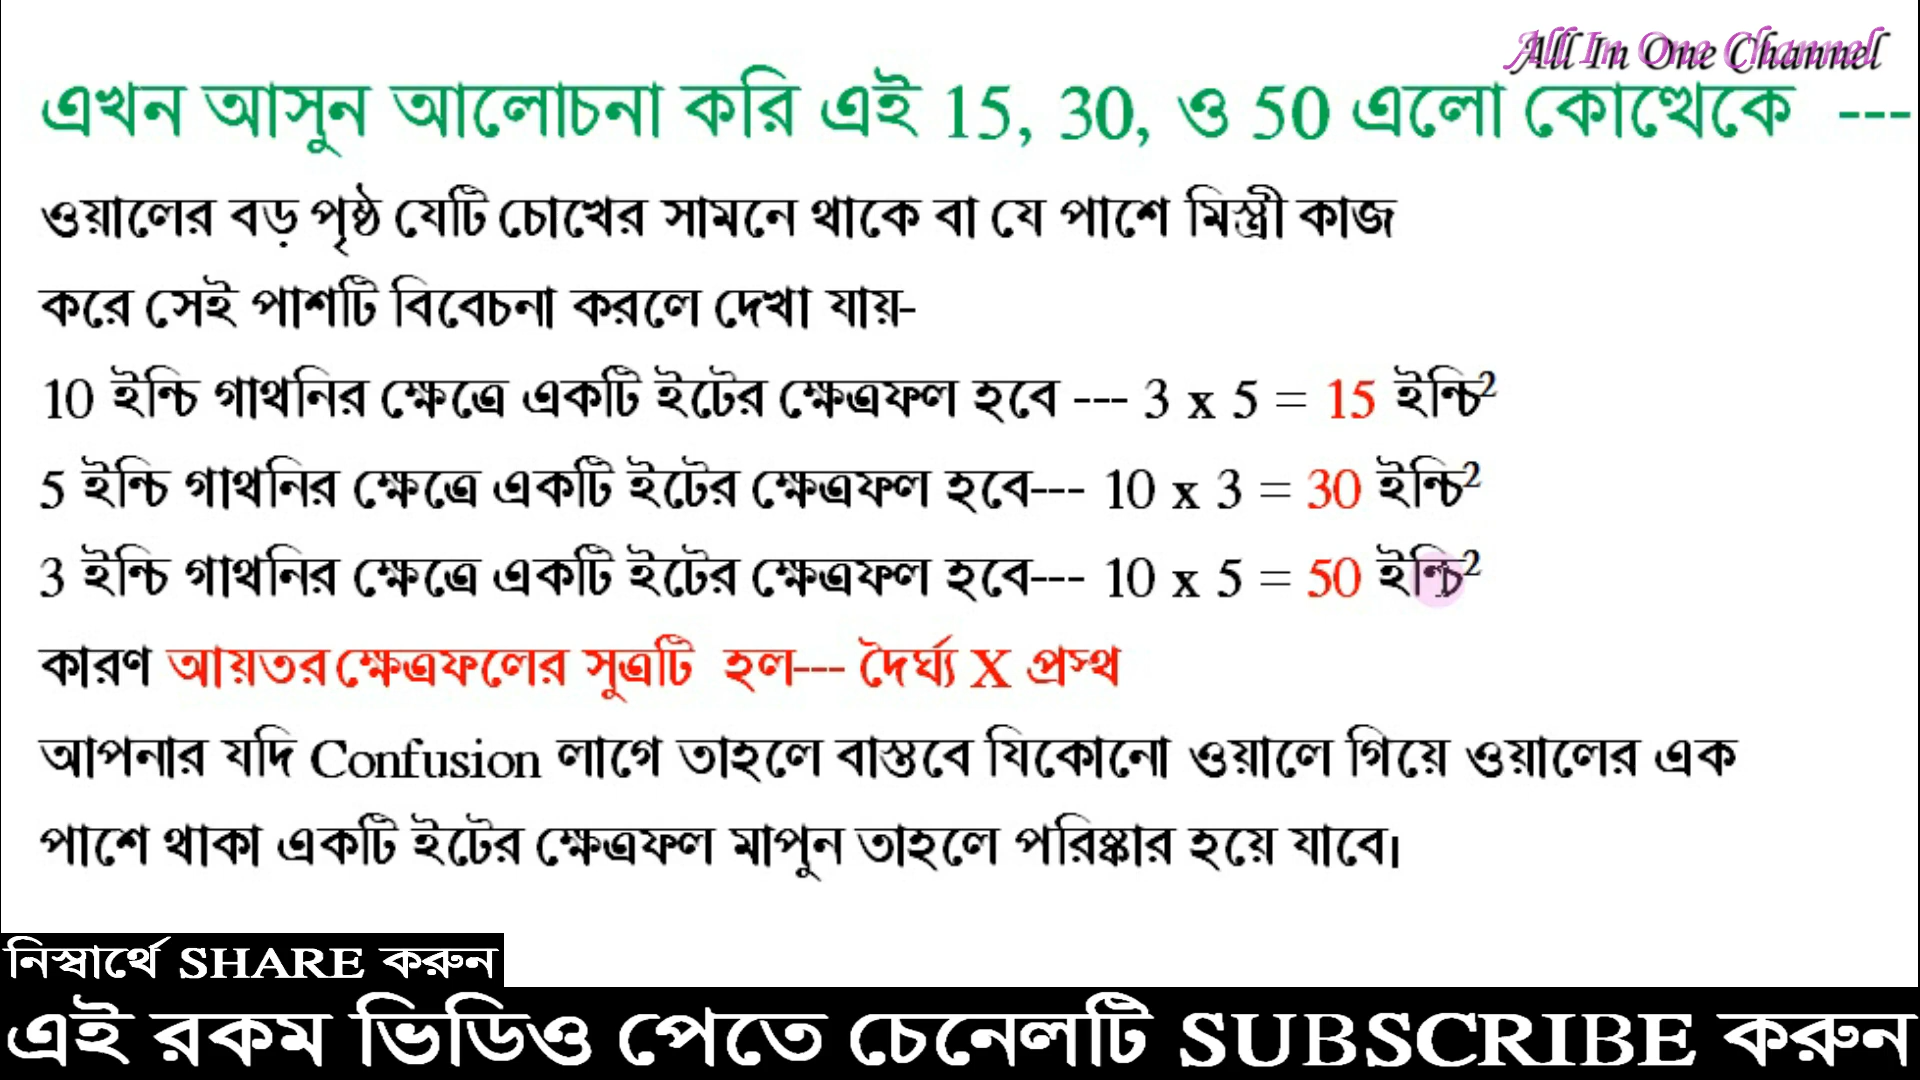 All In One Channel
এখন আসুন আলোচনা করি এই 15, 30, ও 50 এলো কোত্থেকে ---
ওয়ালের বড় পৃষ্ঠ যেটি চোখের সামনে থাকে বা যে পাশে মিস্ত্রী কাজ
করে সেই পাশটি বিবেচনা করলে দেখা যায়-
10 ইন্চি গাথনির ক্ষেত্রে একটি ইটের ক্ষেত্রফল হবে --- 3 x 5 = 15 ইন্চি²
5 ইন্চি গাথনির ক্ষেত্রে একটি ইটের ক্ষেত্রফল হবে--- 10 x 3 = 30 ইন্চি²
3 ইন্চি গাথনির ক্ষেত্রে একটি ইটের ক্ষেত্রফল হবে--- 10 x 5 = 50 ইন্চি²
কারণ আয়তর ক্ষেত্রফলের সুত্রটি হল--- দৈর্ঘ্য X প্রস্থ
আপনার যদি Confusion লাগে তাহলে বাস্তবে যিকোনো ওয়ালে গিয়ে ওয়ালের এক
পাশে থাকা একটি ইটের ক্ষেত্রফল মাপুন তাহলে পরিষ্কার হয়ে যাবে।
নিস্বার্থে SHARE করুন
এই রকম ভিডিও পেতে চেনেলটি SUBSCRIBE করুন